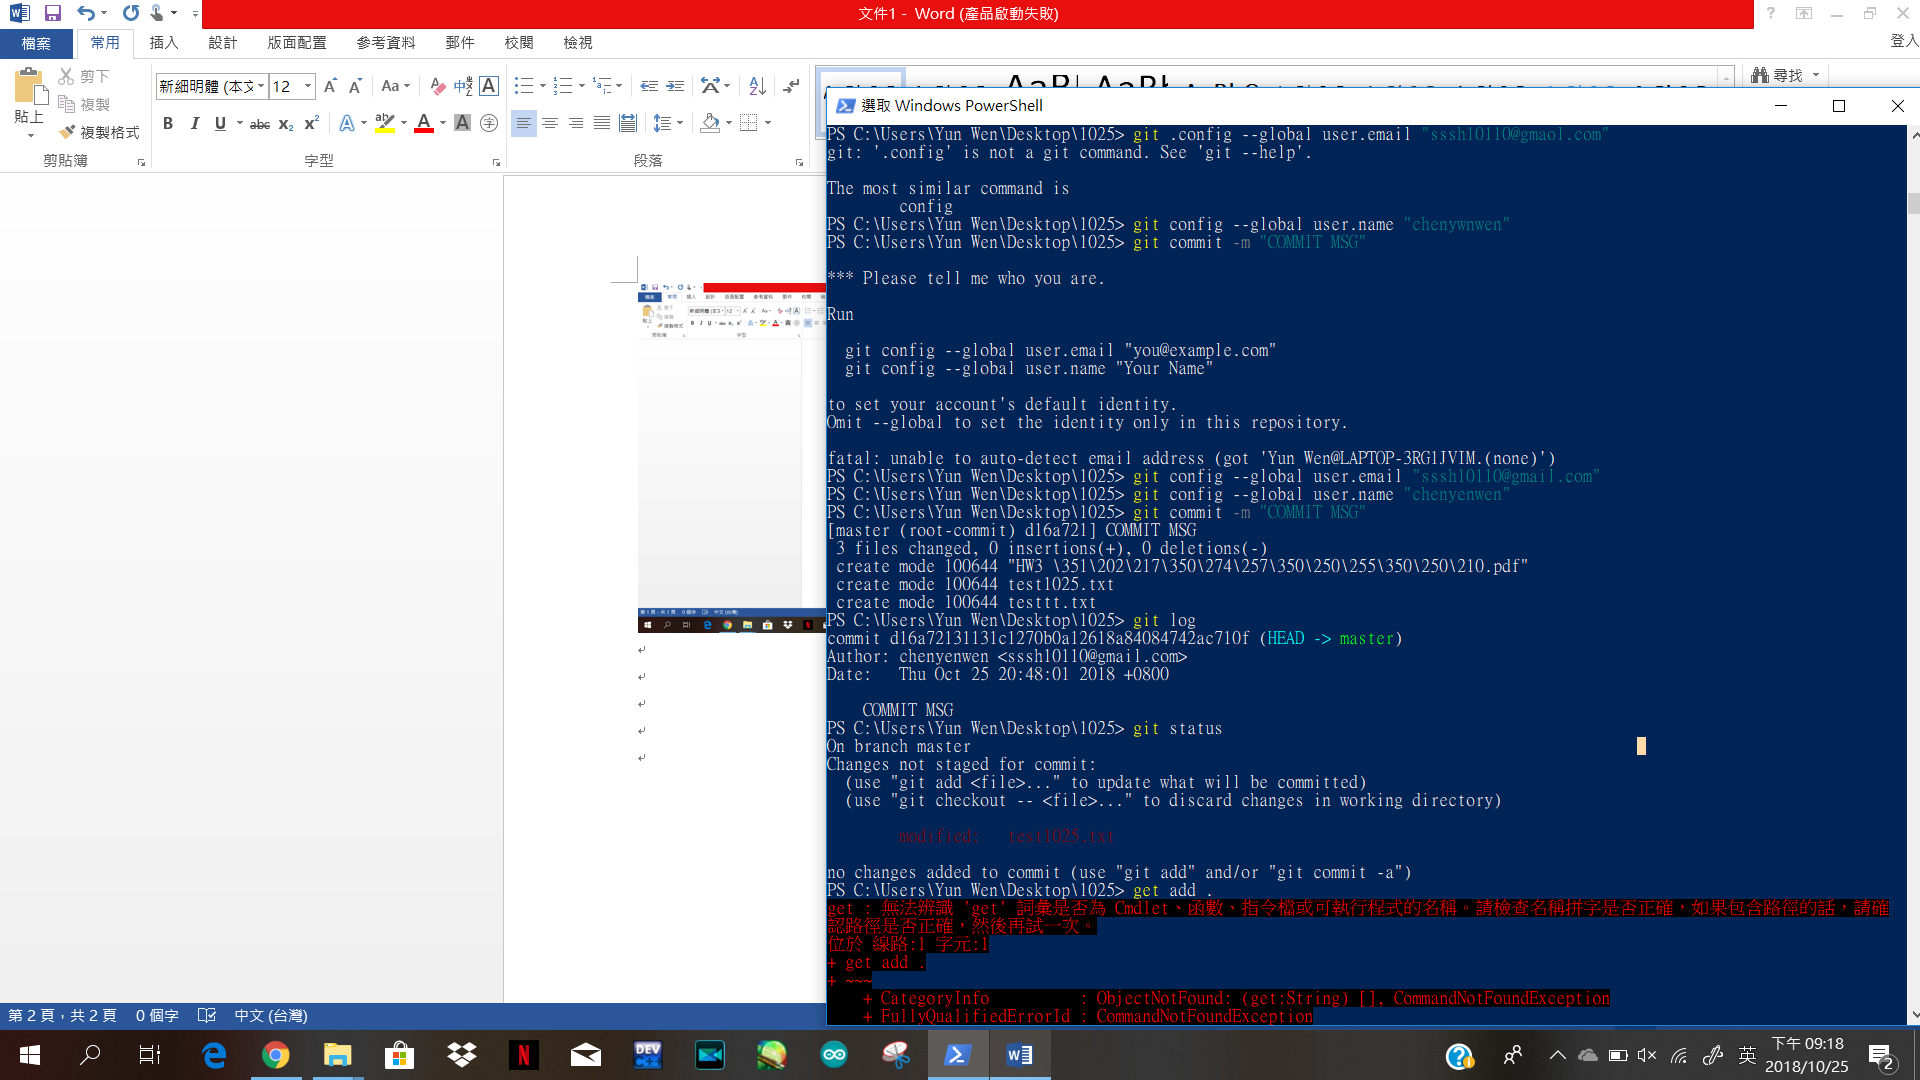 文件1 - Word (產品啟動失敗)
檔案 常用 插入 設計 版面配置 參考資料 郵件 校閱 檢視 登入
剪下
複製
貼上 複製格式
新細明體 (本文 12
剪貼簿 字型 段落
尋找
選取 Windows PowerShell
PS C:\Users\Yun Wen\Desktop\1025> git .config --global user.email "sssh10110@gmaol.com"
git: '.config' is not a git command. See 'git --help'.
The most similar command is
config
PS C:\Users\Yun Wen\Desktop\1025> git config --global user.name "chenywnwen"
PS C:\Users\Yun Wen\Desktop\1025> git commit -m "COMMIT MSG"
*** Please tell me who you are.
Run
git config --global user.email "you@example.com"
git config --global user.name "Your Name"
to set your account's default identity.
Omit --global to set the identity only in this repository.
fatal: unable to auto-detect email address (got 'Yun Wen@LAPTOP-3RG1JVIM.(none)')
PS C:\Users\Yun Wen\Desktop\1025> git config --global user.email "sssh10110@gmail.com"
PS C:\Users\Yun Wen\Desktop\1025> git config --global user.name "chenyenwen"
PS C:\Users\Yun Wen\Desktop\1025> git commit -m "COMMIT MSG"
[master (root-commit) d16a721] COMMIT MSG
3 files changed, 0 insertions(+), 0 deletions(-)
create mode 100644 "HW3 \351\202\217\350\274\257\350\250\255\350\250\210.pdf"
create mode 100644 test1025.txt
create mode 100644 testtt.txt
PS C:\Users\Yun Wen\Desktop\1025> git log
commit d16a72131131c1270b0a12618a84084742ac710f (HEAD -> master)
Author: chenyenwen <sssh10110@gmail.com>
Date: Thu Oct 25 20:48:01 2018 +0800
COMMIT MSG
PS C:\Users\Yun Wen\Desktop\1025> git status
On branch master
Changes not staged for commit:
(use "git add <file>..." to update what will be committed)
(use "git checkout -- <file>..." to discard changes in working directory)
modified: test1025.txt
no changes added to commit (use "git add" and/or "git commit -a")
PS C:\Users\Yun Wen\Desktop\1025> get add .
get : 無法辨識 'get' 詞彙是否為 Cmdlet、函數、指令檔或可執行程式的名稱。請檢查名稱拼字是否正確，如果包含路徑的話，請確
認路徑是否正確，然後再試一次。
位於 線路:1 字元:1
+ get add .
+ ~~~
+ CategoryInfo : ObjectNotFound: (get:String) [], CommandNotFoundException
+ FullyQualifiedErrorId : CommandNotFoundException
第 2 頁，共 2 頁 0 個字 中文 (台灣)
英 下午 09:18
2018/10/25
2